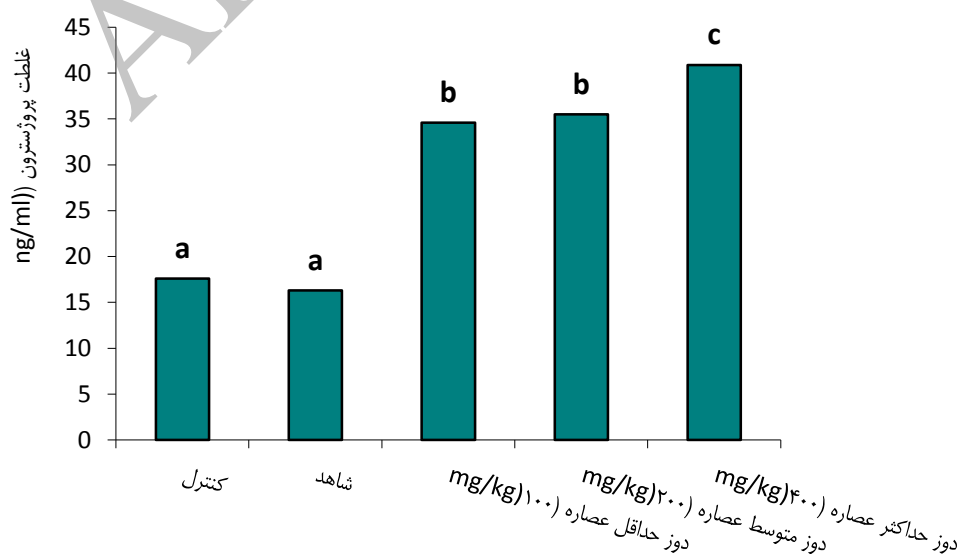 45
40
35
30
25
20
15
10
5
0
غلطت پروژسترون ((ng/ml)
a
a
b
b
c
کنترل
شاهد
دوز حداقل عصاره (۱۰۰)mg/kg
دوز متوسط عصاره (۲۰۰)mg/kg
دوز حداکثر عصاره (۴۰۰)mg/kg